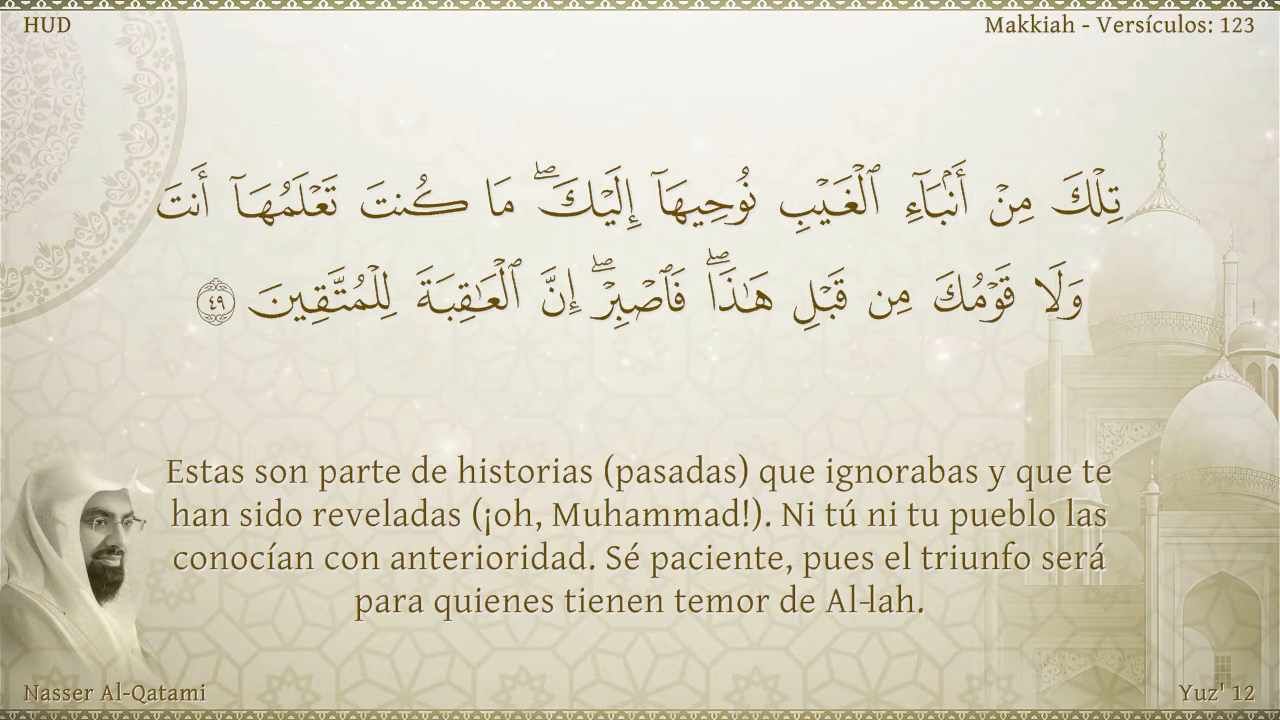 HUD
Makkiah - Versículos: 123
تِلْكَ مِنْ أَنۢبَآءِ ٱلْغَيْبِ نُوحِيهَآ إِلَيْكَ ۖ مَا كُنتَ تَعْلَمُهَآ أَنتَ
وَلَا قَوْمُكَ مِن قَبْلِ هَـٰذَا ۖ فَٱصْبِرْ ۖ إِنَّ ٱلْعَـٰقِبَةَ لِلْمُتَّقِينَ ٤٩
Estas son parte de historias (pasadas) que ignorabas y que te
han sido reveladas (¡oh, Muhammad!). Ni tú ni tu pueblo las
conocían con anterioridad. Sé paciente, pues el triunfo será
para quienes tienen temor de Al-lah.
Nasser Al-Qatami
Yuz' 12